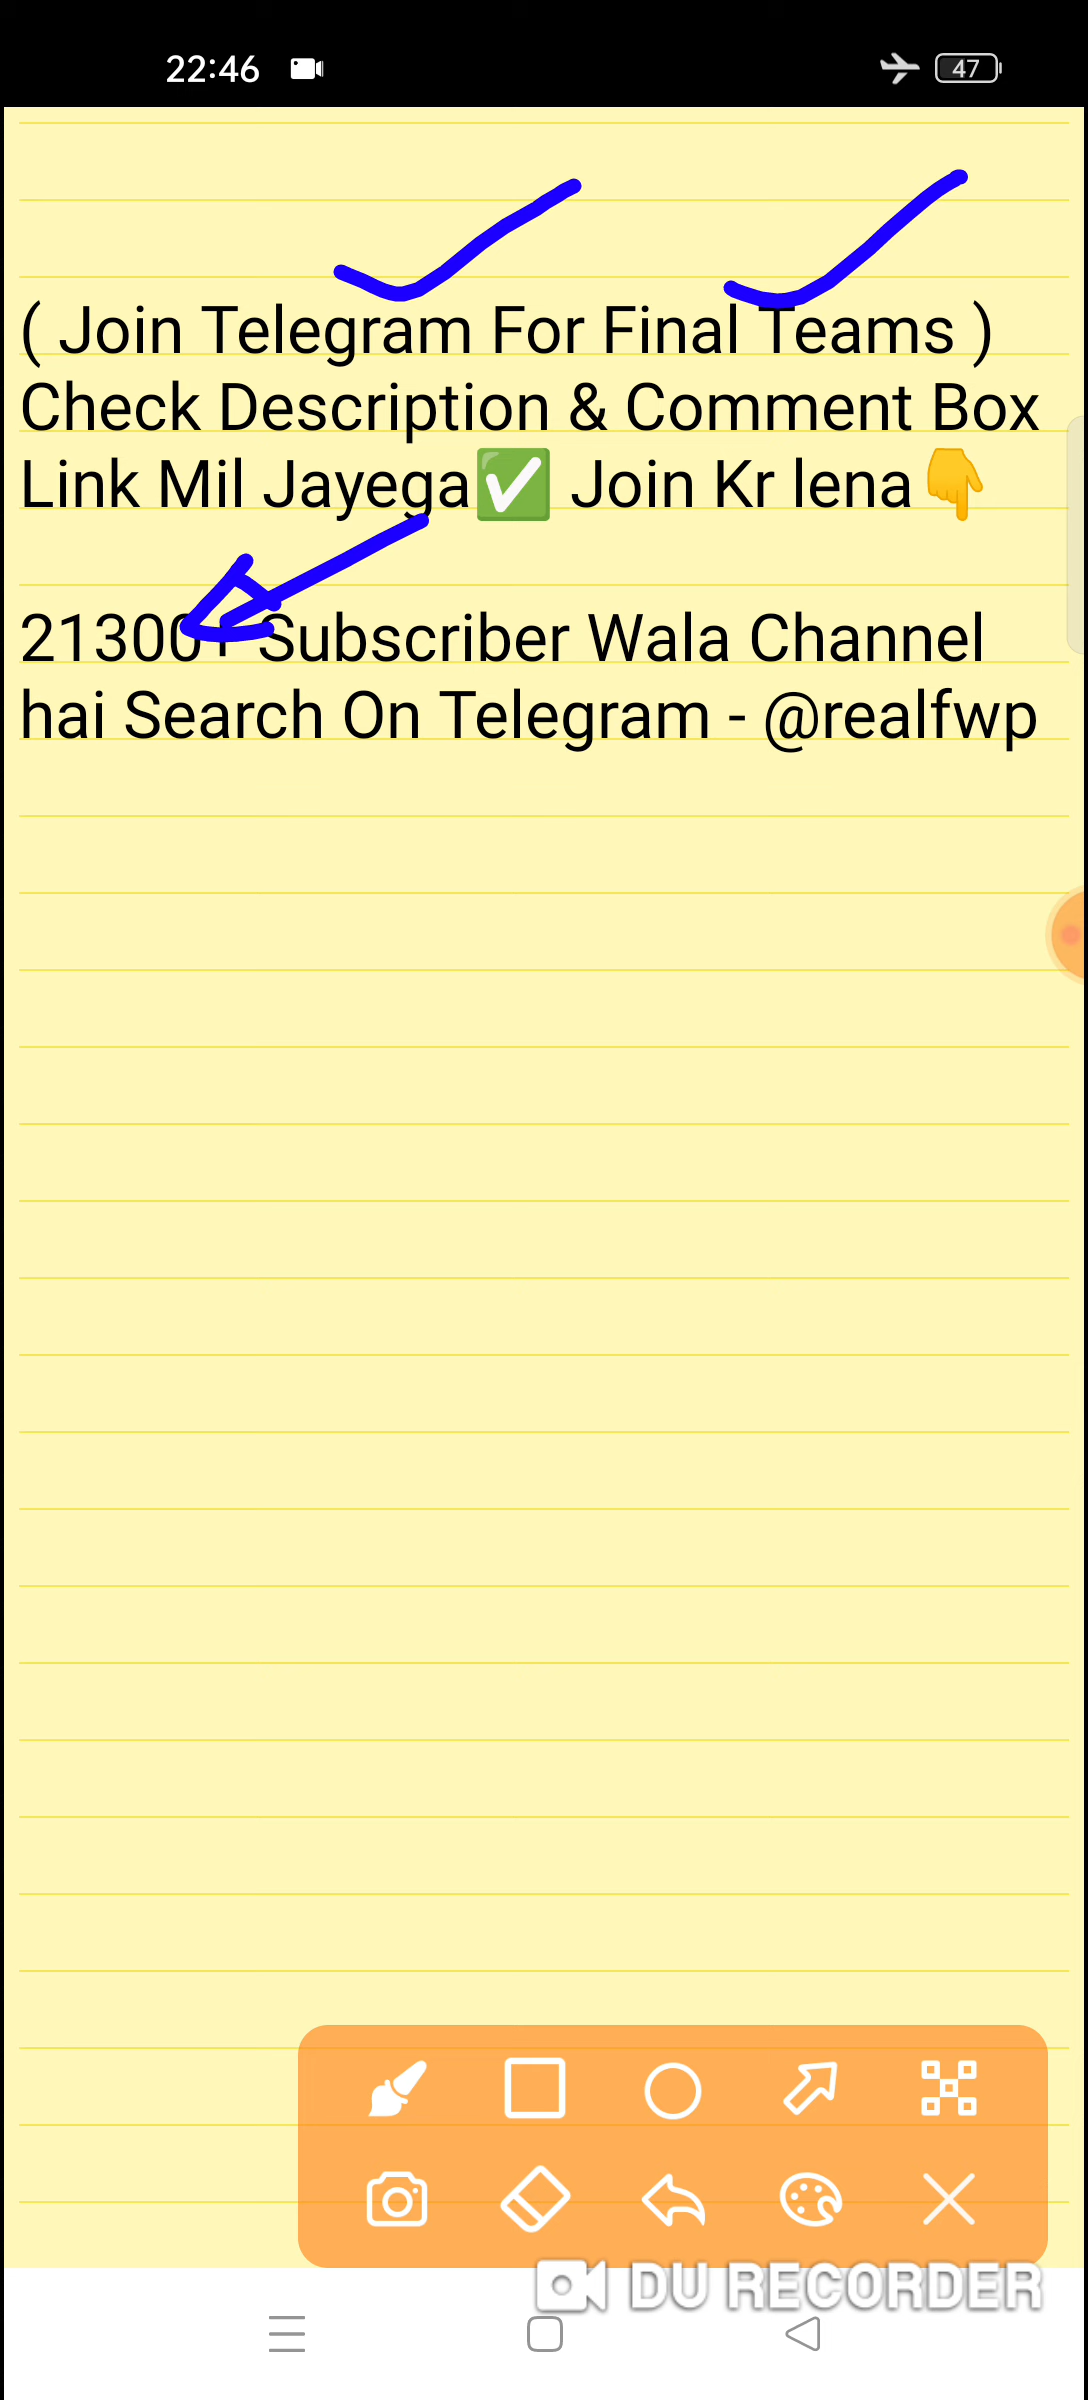 22:46
47
( Join Telegram For Final Teams )
Check Description & Comment Box
Link Mil Jayega✅ Join Kr lena👇
21300+ Subscriber Wala Channel
hai Search On Telegram - @realfwp
DU RECORDER